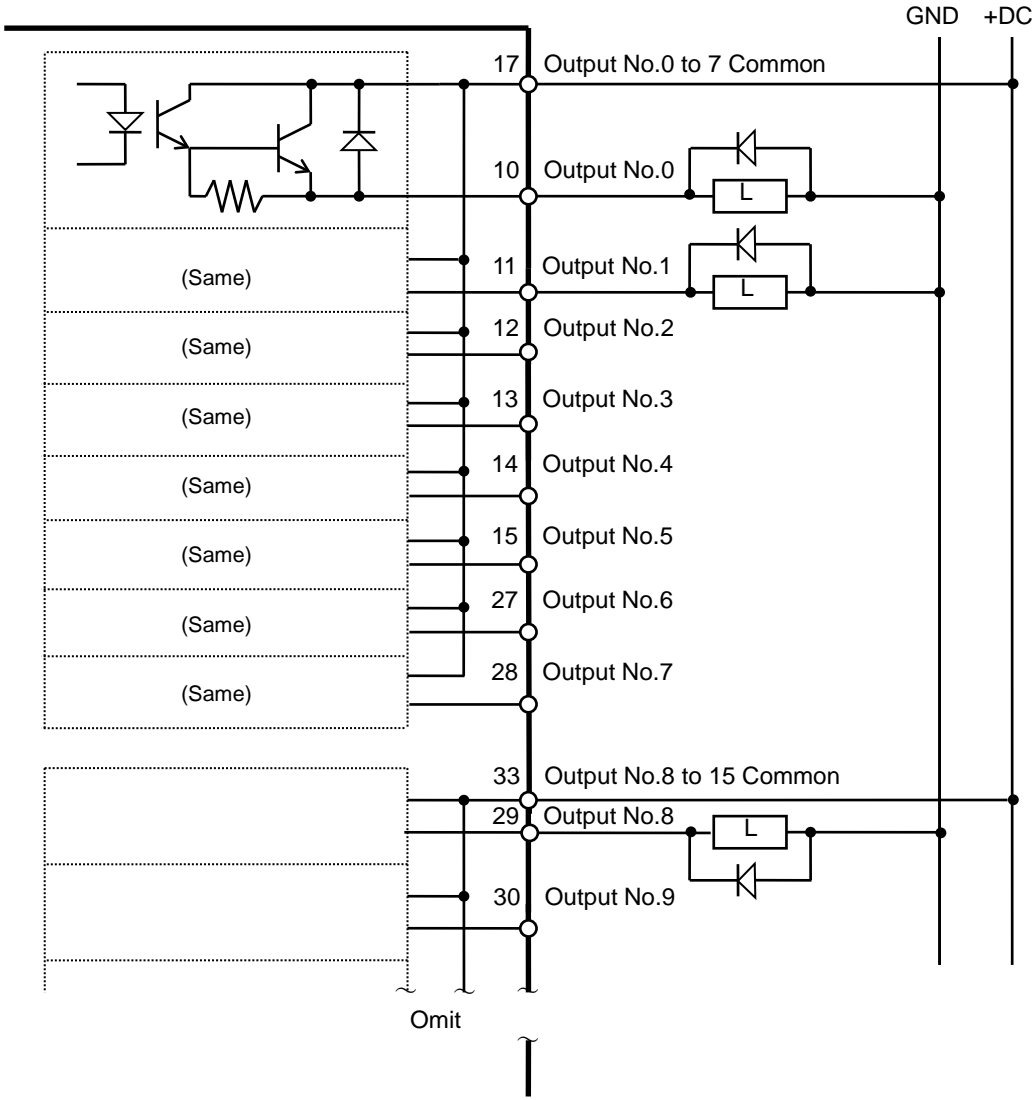 GND +DC
17 Output No.0 to 7 Common
10 Output No.0
L
11 Output No.1
(Same)
L
12 Output No.2
(Same)
13 Output No.3
(Same)
14 Output No.4
(Same)
15 Output No.5
(Same)
27 Output No.6
(Same)
28 Output No.7
(Same)
33 Output No.8 to 15 Common
29 Output No.8
L
30 Output No.9
Omit